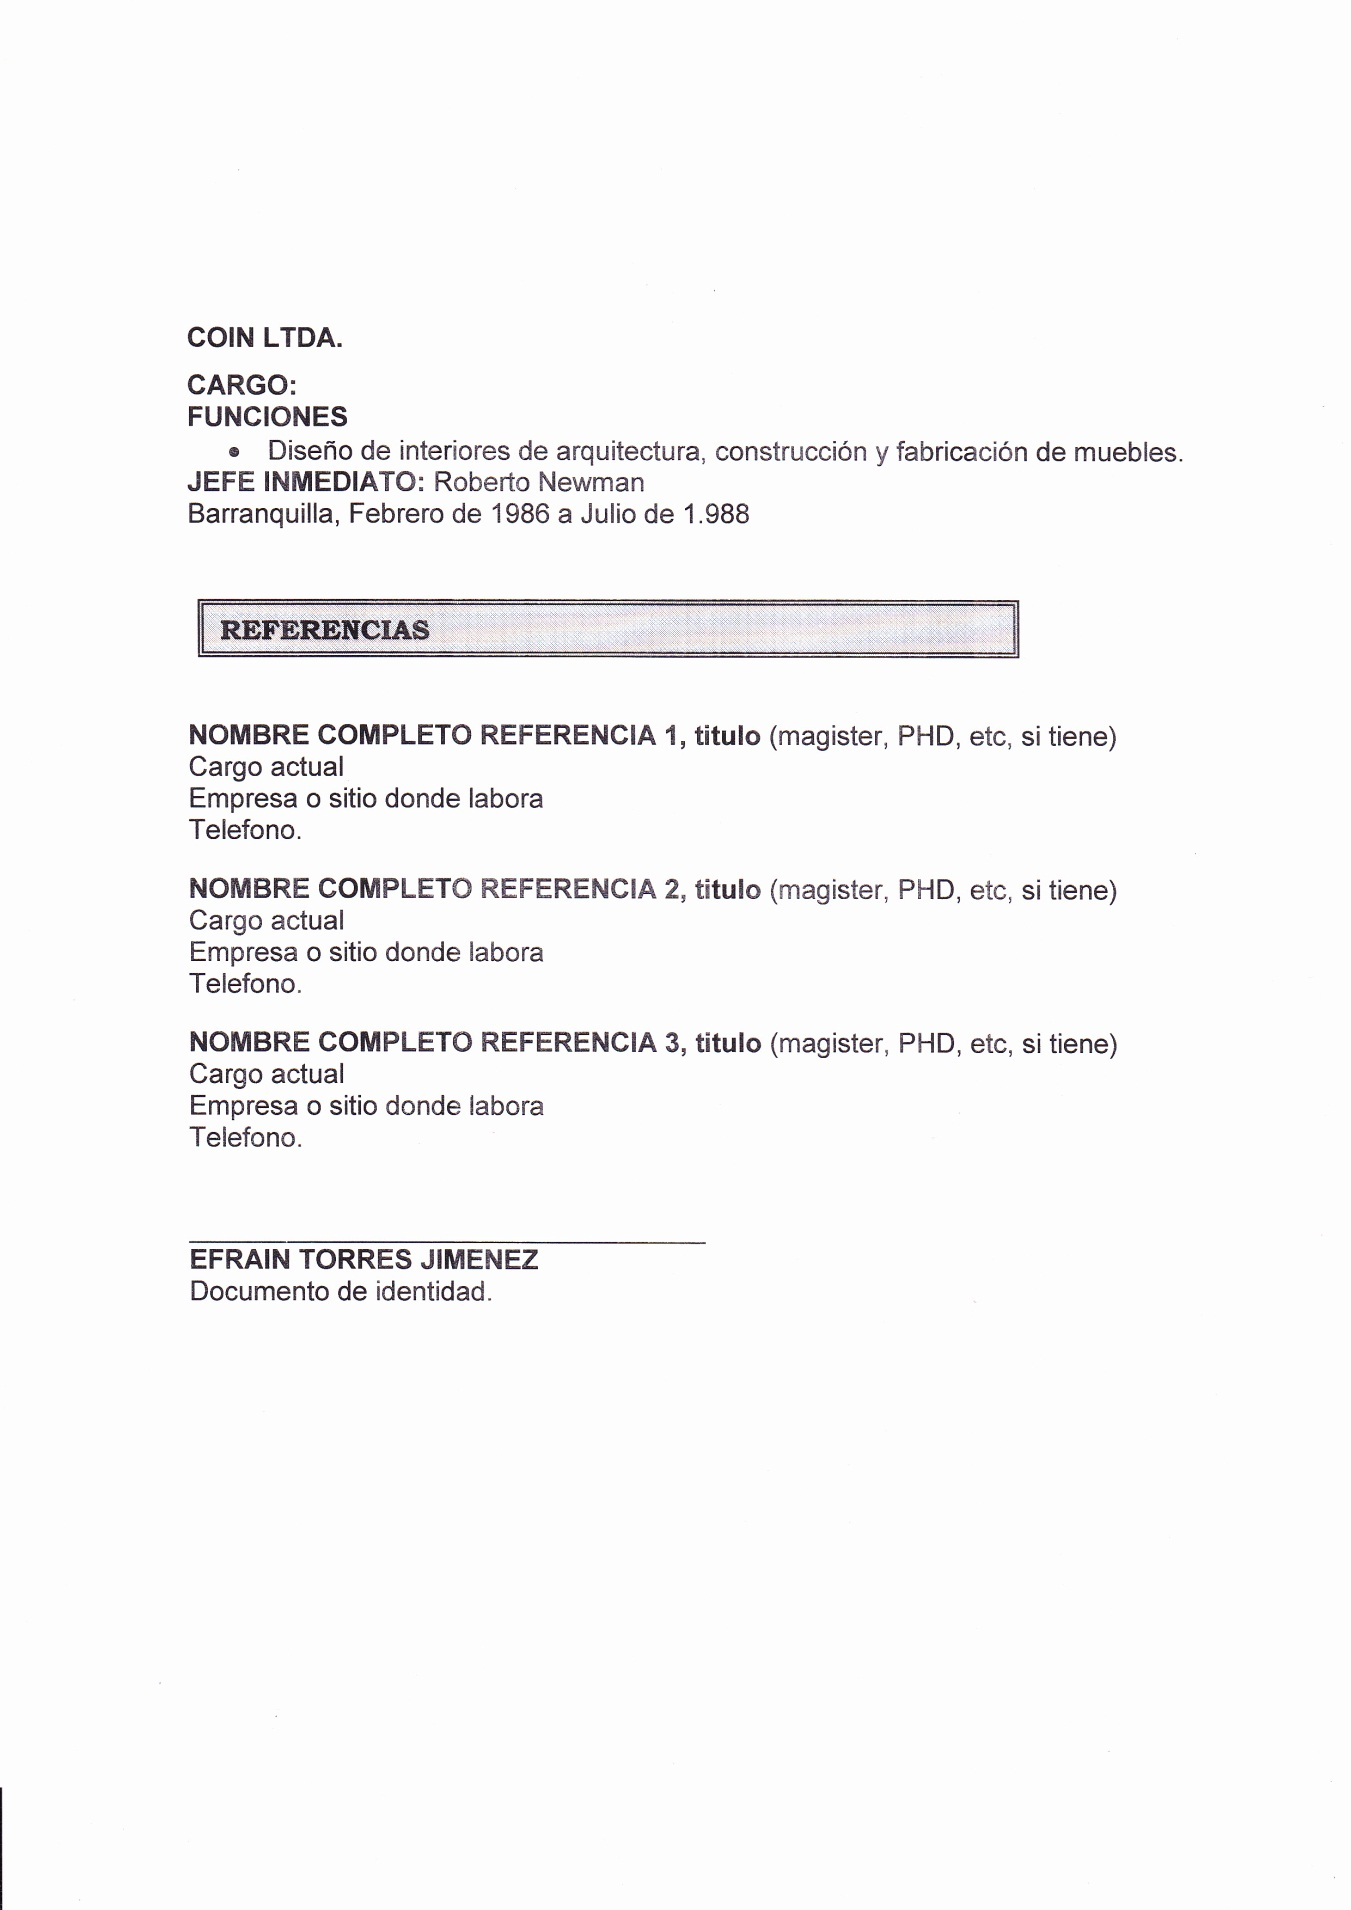 COIN LTDA.
CARGO:
FUNCIONES
• Diseño de interiores de arquitectura, construcción y fabricación de muebles.
JEFE INMEDIATO: Roberto Newman
Barranquilla, Febrero de 1986 a Julio de 1.988
REFERENCIAS
NOMBRE COMPLETO REFERENCIA 1, titulo (magister, PHD, etc, si tiene)
Cargo actual
Empresa o sitio donde labora
Telefono.
NOMBRE COMPLETO REFERENCIA 2, titulo (magister, PHD, etc, si tiene)
Cargo actual
Empresa o sitio donde labora
Telefono.
NOMBRE COMPLETO REFERENCIA 3, titulo (magister, PHD, etc, si tiene)
Cargo actual
Empresa o sitio donde labora
Telefono.
EFRAIN TORRES JIMENEZ
Documento de identidad.